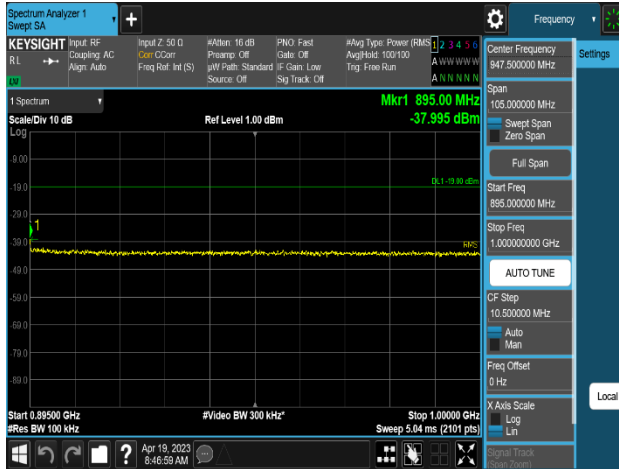 Spectrum Analyzer 1
Swept SA
+
Frequency
KEYSIGHT
RL
Input: RF
Coupling: AC
Align: Auto
Input Z: 50 Ω
Corr CCorr
Freq Ref: Int (S)
#Atten: 16 dB
Preamp: Off
µW Path: Standard
Source: Off
PNO: Fast
Gate: Off
IF Gain: Low
Sig Track: Off
#Avg Type: Power (RMS
Avg|Hold: 100/100
Trig: Free Run
1 2 3 4 5 6
A W W W W W
A N N N N N
1 Spectrum
Mkr1 895.00 MHz
-37.995 dBm
Scale/Div 10 dB
Ref Level 1.00 dBm
Log
-9.00
-19.0
-29.0
-39.0
-49.0
-59.0
-69.0
-79.0
-89.0
DL1 -19.00 dBm
1
RMS
Start 0.89500 GHz
#Res BW 100 kHz
#Video BW 300 kHz*
Stop 1.00000 GHz
Sweep 5.04 ms (2101 pts)
?
Apr 19, 2023
8:46:59 AM
Center Frequency
947.500000 MHz
Settings
Span
105.000000 MHz
Swept Span
Zero Span
Full Span
Start Freq
895.000000 MHz
Stop Freq
1.000000000 GHz
AUTO TUNE
CF Step
10.500000 MHz
Auto
Man
Freq Offset
0 Hz
X Axis Scale
Log
Lin
Local
Signal Track
(Span Zoom)